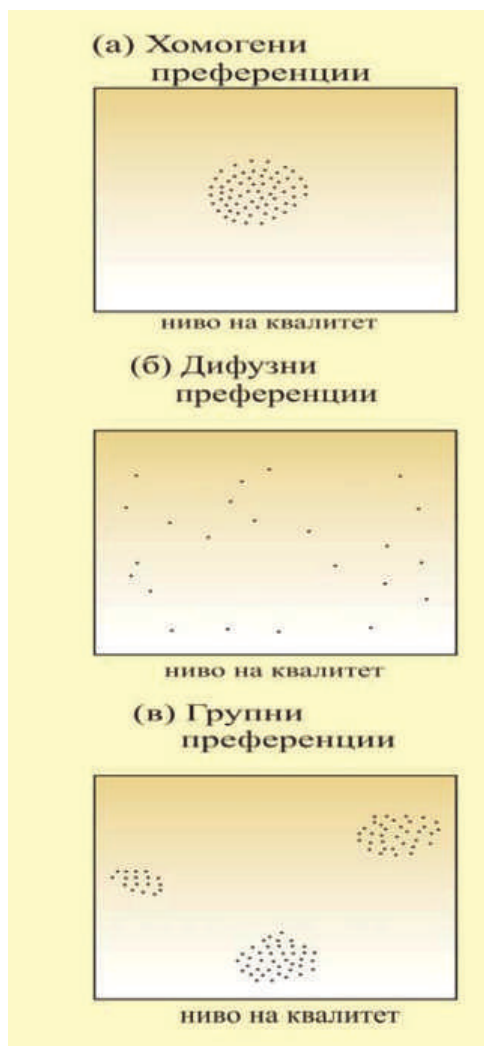 (а) Хомогени
преференции
ниво на квалитет
(б) Дифузни
преференции
ниво на квалитет
(в) Групни
преференции
ниво на квалитет